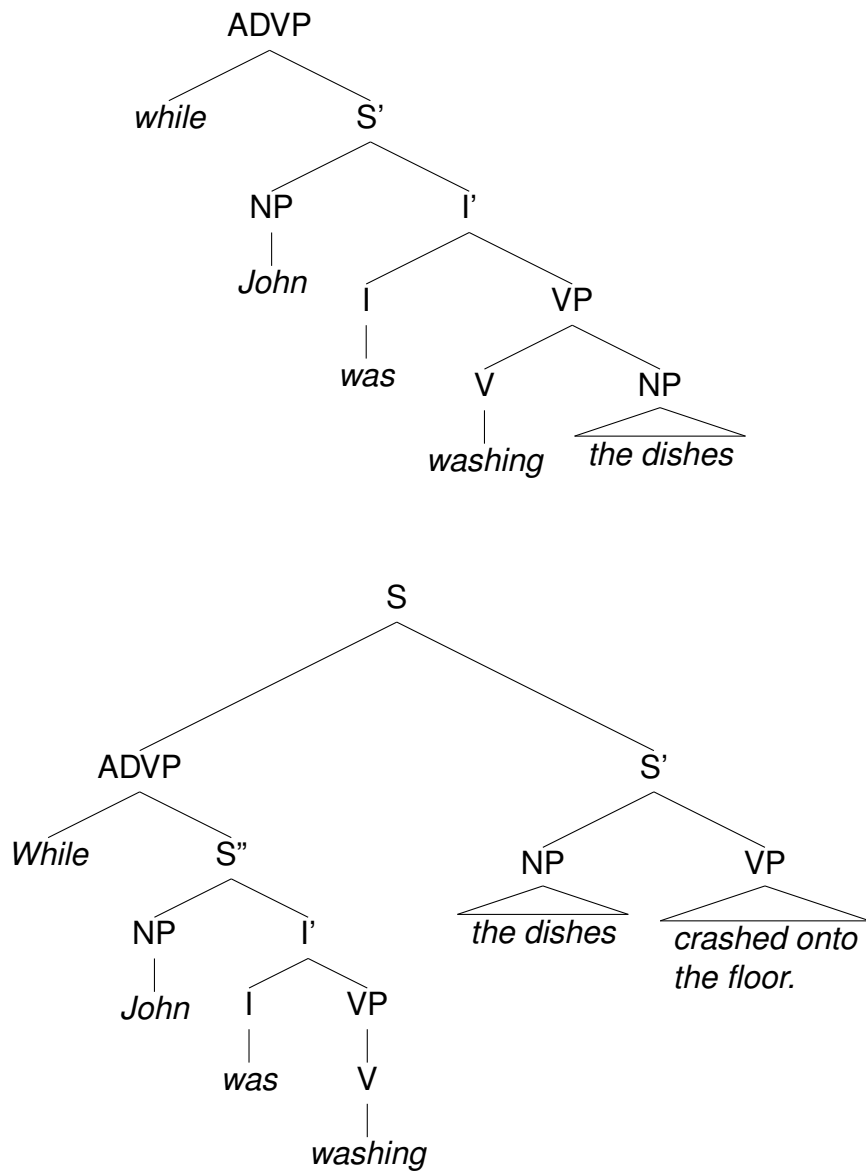 ADVP
while S’
NP I’
John I VP
was V NP
washing the dishes
S
ADVP S’
While S” NP VP
NP I’ the dishes crashed onto
the floor.
John I VP
was V
washing